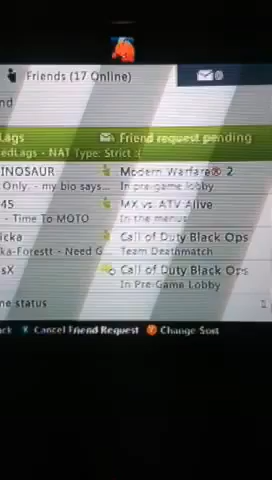 Friends (17 Online)
nd
Lags Friend request pending
edLags - NAT Type: Strict :(
INOSAUR Modern Warfare® 2
Only. - my bio says... In pre-game lobby
45 MX vs. ATV Alive
- Time To MOTO In the menus
icka Call of Duty Black Ops
ka-Forestt - Need G... Team Deathmatch
sX Call of Duty Black Ops
In Pre-Game Lobby
ne status 1
ck X Cancel Friend Request Y Change Sort